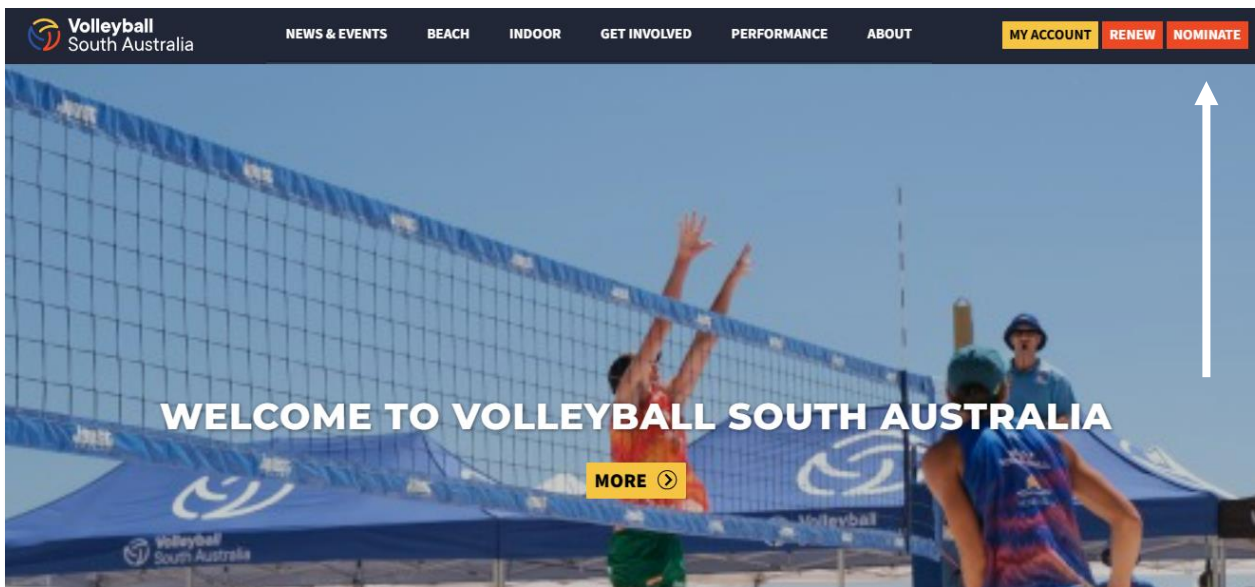 Volleyball
South Australia
NEWS & EVENTS BEACH INDOOR GET INVOLVED PERFORMANCE ABOUT MY ACCOUNT RENEW NOMINATE
WELCOME TO VOLLEYBALL SOUTH AUSTRALIA
MORE
Volleyball
Volleyball
South Australia